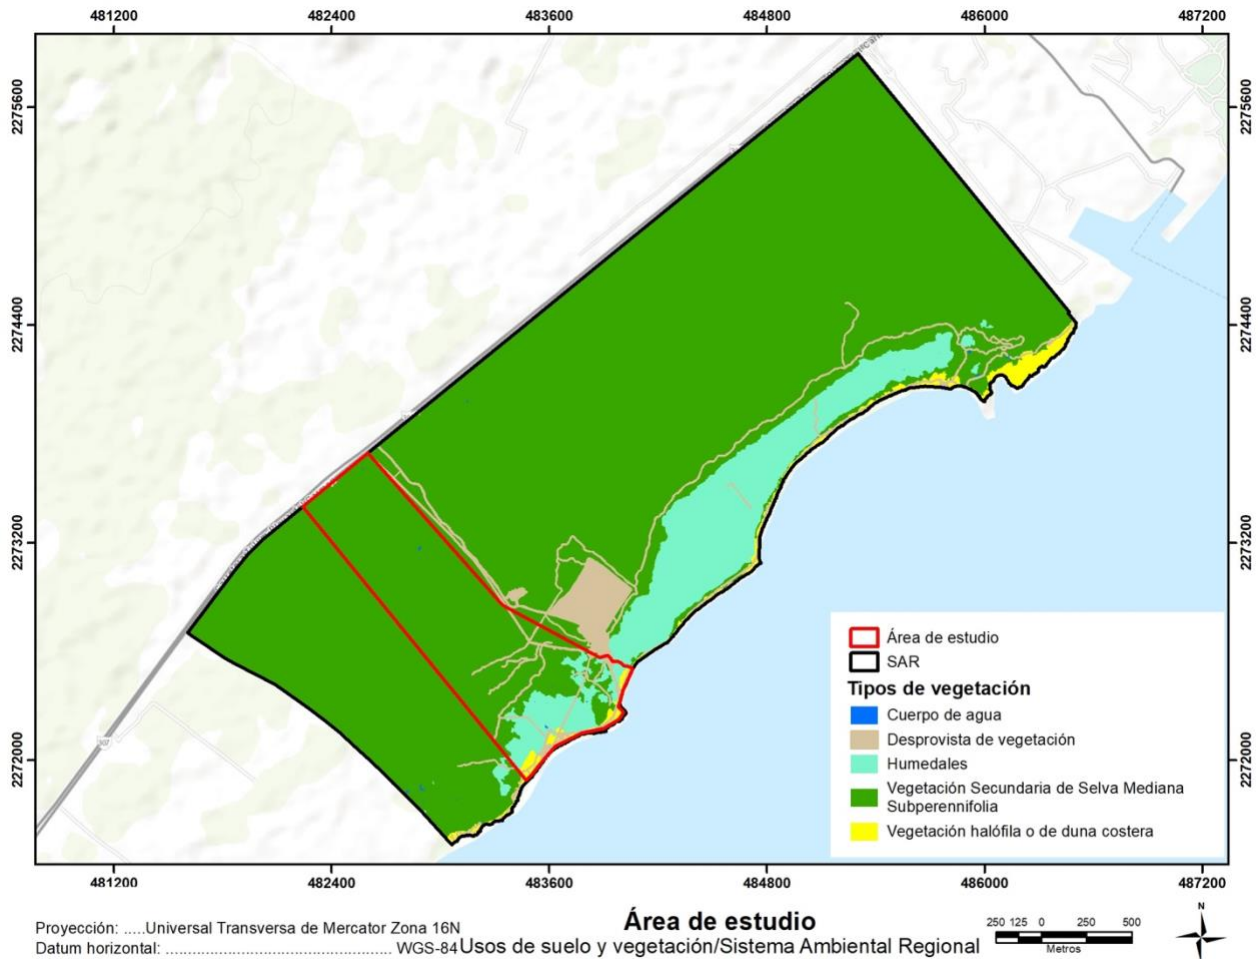 481200 482400 483600 484800 486000 487200
2275600 2275600
2274400 2274400
2273200 2273200
2272000 2272000
307
Área de estudio
SAR
Tipos de vegetación
Cuerpo de agua
Desprovista de vegetación
Humedales
Vegetación Secundaria de Selva Mediana
Subperennifolia
Vegetación halófila o de duna costera
481200 482400 483600 484800 486000 487200
Proyección: .....Universal Transversa de Mercator Zona 16N
Datum horizontal: ................................................ WGS-84
Área de estudio
Usos de suelo y vegetación/Sistema Ambiental Regional
250 125 0 250 500
Metros
N